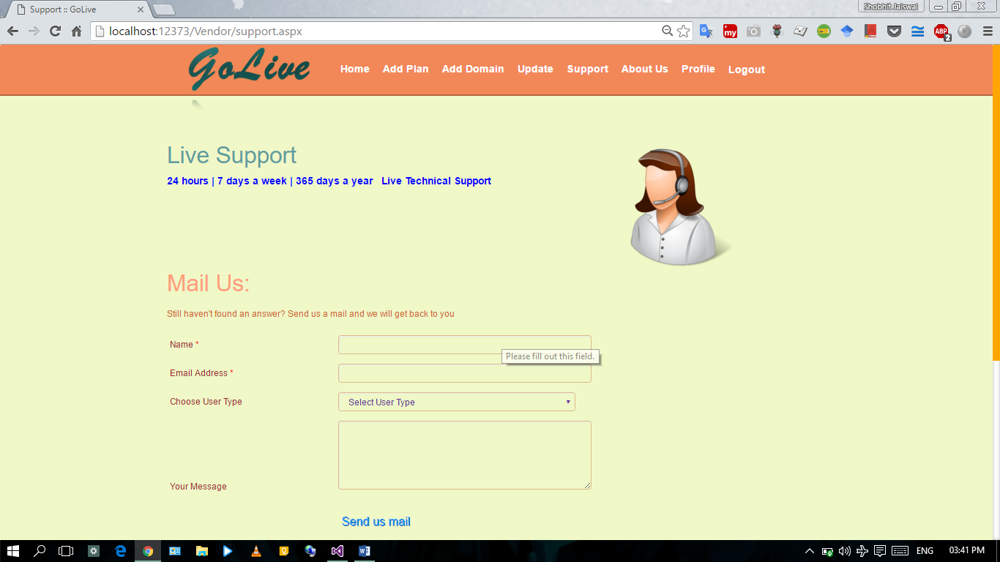 Support :: GoLive
Shobhit Jaiswal
localhost:12373/Vendor/support.aspx
my
ABP
2
GoLive
Home Add Plan Add Domain Update Support About Us Profile Logout
Live Support
24 hours | 7 days a week | 365 days a year Live Technical Support
Mail Us:
Still haven't found an answer? Send us a mail and we will get back to you
Name *
Please fill out this field.
Email Address *
Choose User Type
Select User Type
Your Message
Send us mail
ENG
03:41 PM